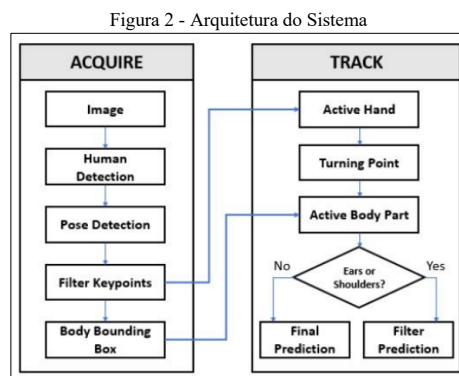 Figura 2 - Arquitetura do Sistema
ACQUIRE
Image
Human
Detection
Pose Detection
Filter Keypoints
Body Bounding
Box
TRACK
Active Hand
Turning Point
Active Body Part
No
Ears or
Shoulders?
Yes
Final
Prediction
Filter
Prediction